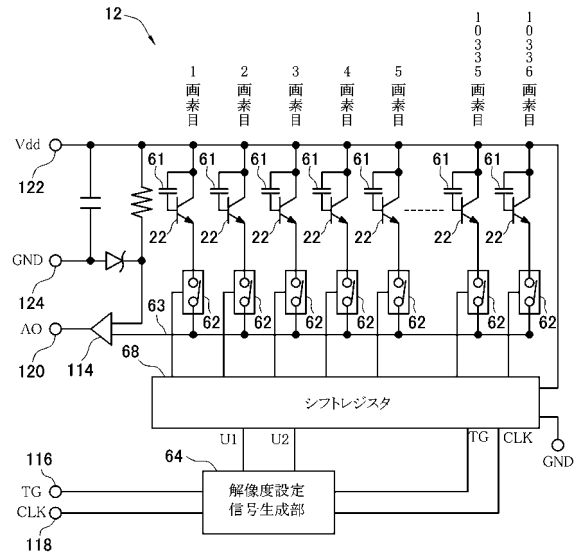 12
1画素目
2画素目
3画素目
4画素目
5画素目
10335画素目
10336画素目
Vdd
122
61
61
61
61
61
61
61
22
22
22
22
22
22
22
GND
124
62
62
62
62
62
62
62
AO
120
114
63
68
シフトレジスタ
U1
U2
TG
CLK
GND
64
解像度設定
信号生成部
116
TG
CLK
118